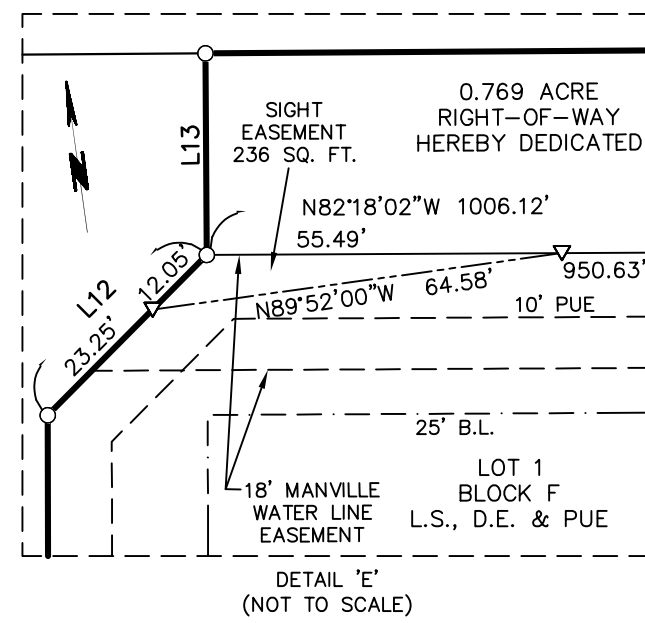 0.769 ACRE
RIGHT-OF-WAY
HEREBY DEDICATED
SIGHT
EASEMENT
236 SQ. FT.
L13
N
N82°18'02"W 1006.12'
55.49'
950.63'
12.05'
L12
23.25'
N89°52'00"W 64.58'
10' PUE
25' B.L.
LOT 1
BLOCK F
L.S., D.E. & PUE
18' MANVILLE
WATER LINE
EASEMENT
DETAIL 'E'
(NOT TO SCALE)